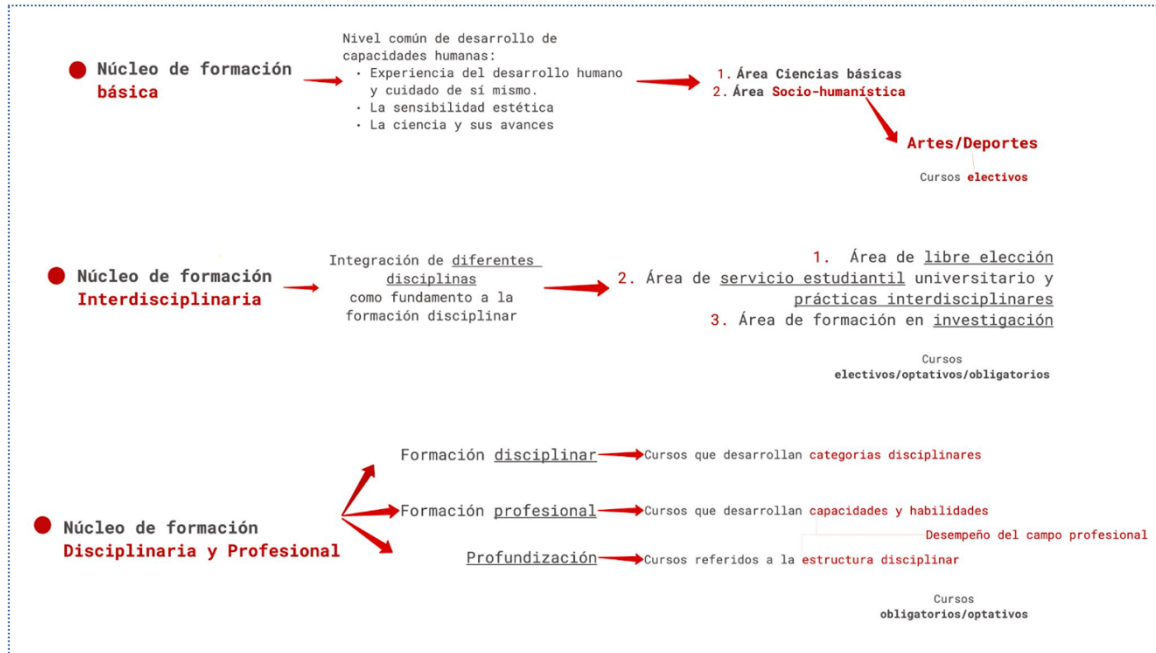 Núcleo de formación
básica
Nivel común de desarrollo de
capacidades humanas:
• Experiencia del desarrollo humano
y cuidado de sí mismo.
• La sensibilidad estética
• La ciencia y sus avances
1. Área Ciencias básicas
2. Área Socio-humanística
Artes/Deportes
Cursos electivos
Núcleo de formación
Interdisciplinaria
Integración de diferentes
disciplinas
como fundamento a la
formación disciplinar
1. Área de libre elección
2. Área de servicio estudiantil universitario y
prácticas interdisciplinares
3. Área de formación en investigación
Cursos
electivos/optativos/obligatorios
Núcleo de formación
Disciplinaria y Profesional
Formación disciplinar
Cursos que desarrollan categorias disciplinares
Formación profesional
Cursos que desarrollan capacidades y habilidades
Desempeño del campo profesional
Profundización
Cursos referidos a la estructura disciplinar
Cursos
obligatorios/optativos